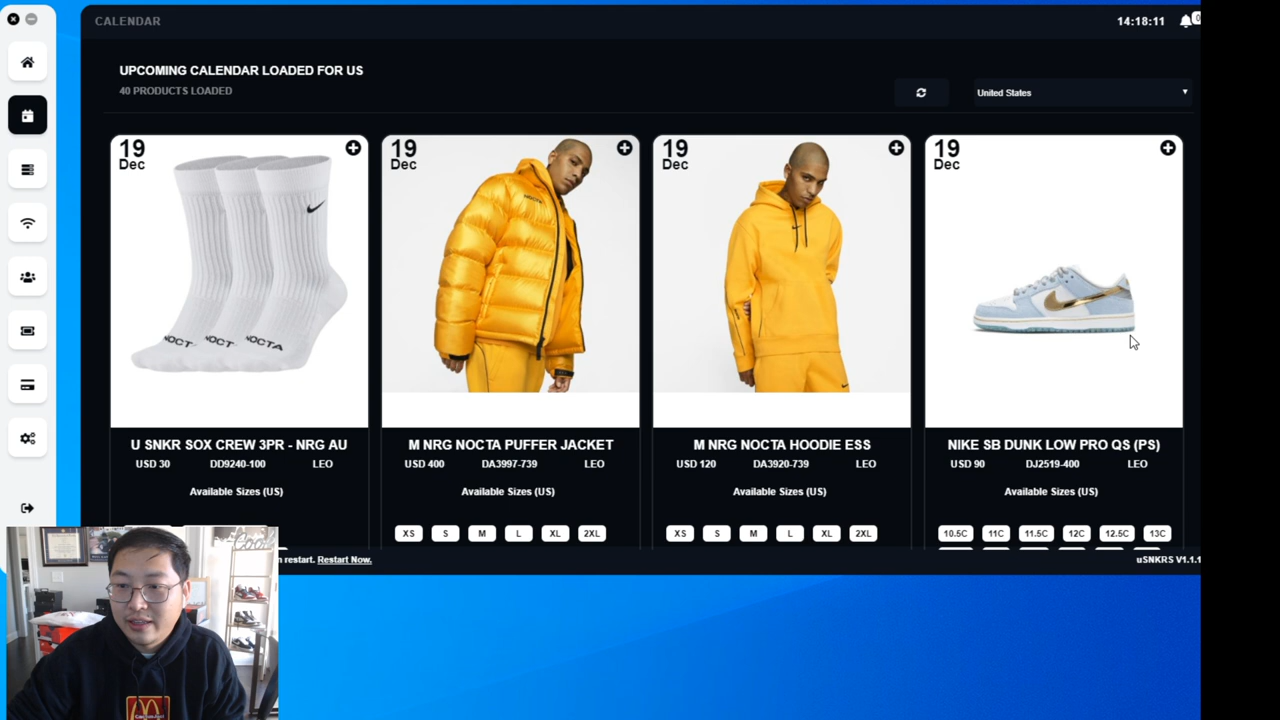 CALENDAR
14:18:11
0
UPCOMING CALENDAR LOADED FOR US
40 PRODUCTS LOADED
United States
19
Dec
19
Dec
19
Dec
19
Dec
NOCTA
U SNKR SOX CREW 3PR - NRG AU
USD 30 DD9240-100 LEO
Available Sizes (US)
M NRG NOCTA PUFFER JACKET
USD 400 DA3997-739 LEO
Available Sizes (US)
XS S M L XL 2XL
M NRG NOCTA HOODIE ESS
USD 120 DA3920-739 LEO
Available Sizes (US)
XS S M L XL 2XL
NIKE SB DUNK LOW PRO QS (PS)
USD 90 DJ2519-400 LEO
Available Sizes (US)
10.5C 11C 11.5C 12C 12.5C 13C
restart. Restart Now.
uSNKRS V1.1.1